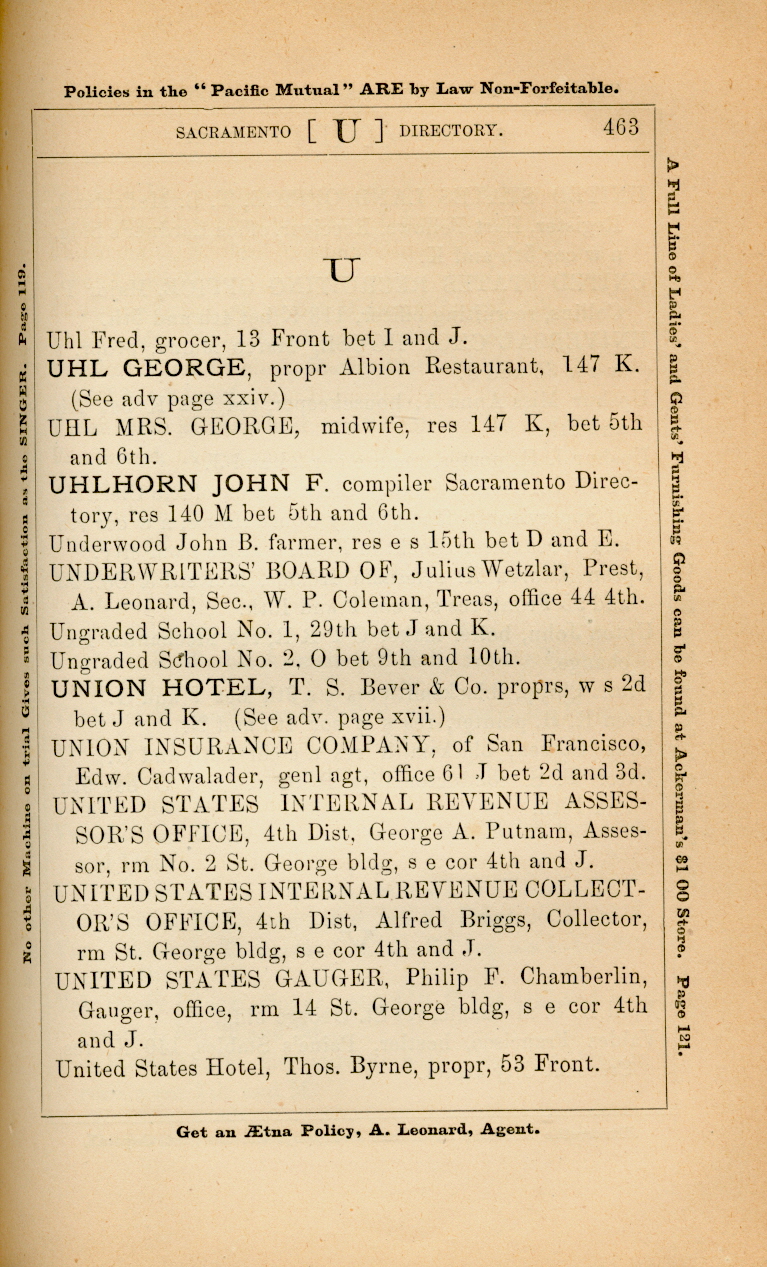 Policies in the “ Pacific Mutual” ARE by Law Non-Forfeitable.
SACRAMENTO [ U ] DIRECTORY. 463
U
Uhl Fred, grocer, 13 Front bet I and J.
UHL GEORGE, propr Albion Restaurant, 147 K.
(See adv page xxiv.)
UHL MRS. GEORGE, midwife, res 147 K, bet 5th
and 6th.
UHLHORN JOHN F. compiler Sacramento Direc-
tory, res 140 M bet 5th and 6th.
Underwood John B. farmer, res e s 15th bet D and E.
UNDERWRITERS’ BOARD OF, Julius Wetzlar, Prest,
A. Leonard, Sec., W. P. Coleman, Treas, office 44 4th.
Ungraded School No. 1, 29th bet J and K.
Ungraded School No. 2, O bet 9th and 10th.
UNION HOTEL, T. S. Bever & Co. proprs, w s 2d
bet J and K. (See adv. page xvii.)
UNION INSURANCE COMPANY, of San Francisco,
Edw. Cadwalader, genl agt, office 61 J bet 2d and 3d.
UNITED STATES INTERNAL REVENUE ASSES-
SOR’S OFFICE, 4th Dist, George A. Putnam, Asses-
sor, rm No. 2 St. George bldg, s e cor 4th and J.
UNITED STATES INTERNAL REVENUE COLLECT-
OR’S OFFICE, 4th Dist, Alfred Briggs, Collector,
rm St. George bldg, s e cor 4th and J.
UNITED STATES GAUGER, Philip F. Chamberlin,
Gauger, office, rm 14 St. George bldg, s e cor 4th
and J.
United States Hotel, Thos. Byrne, propr, 53 Front.
Get an Ætna Policy, A. Leonard, Agent.
No other Machine on trial Gives such Satisfaction as the SINGER. Page 119.
A Full Line of Ladies’ and Gents’ Furnishing Goods can be found at Ackerman’s $1 00 Store. Page 121.